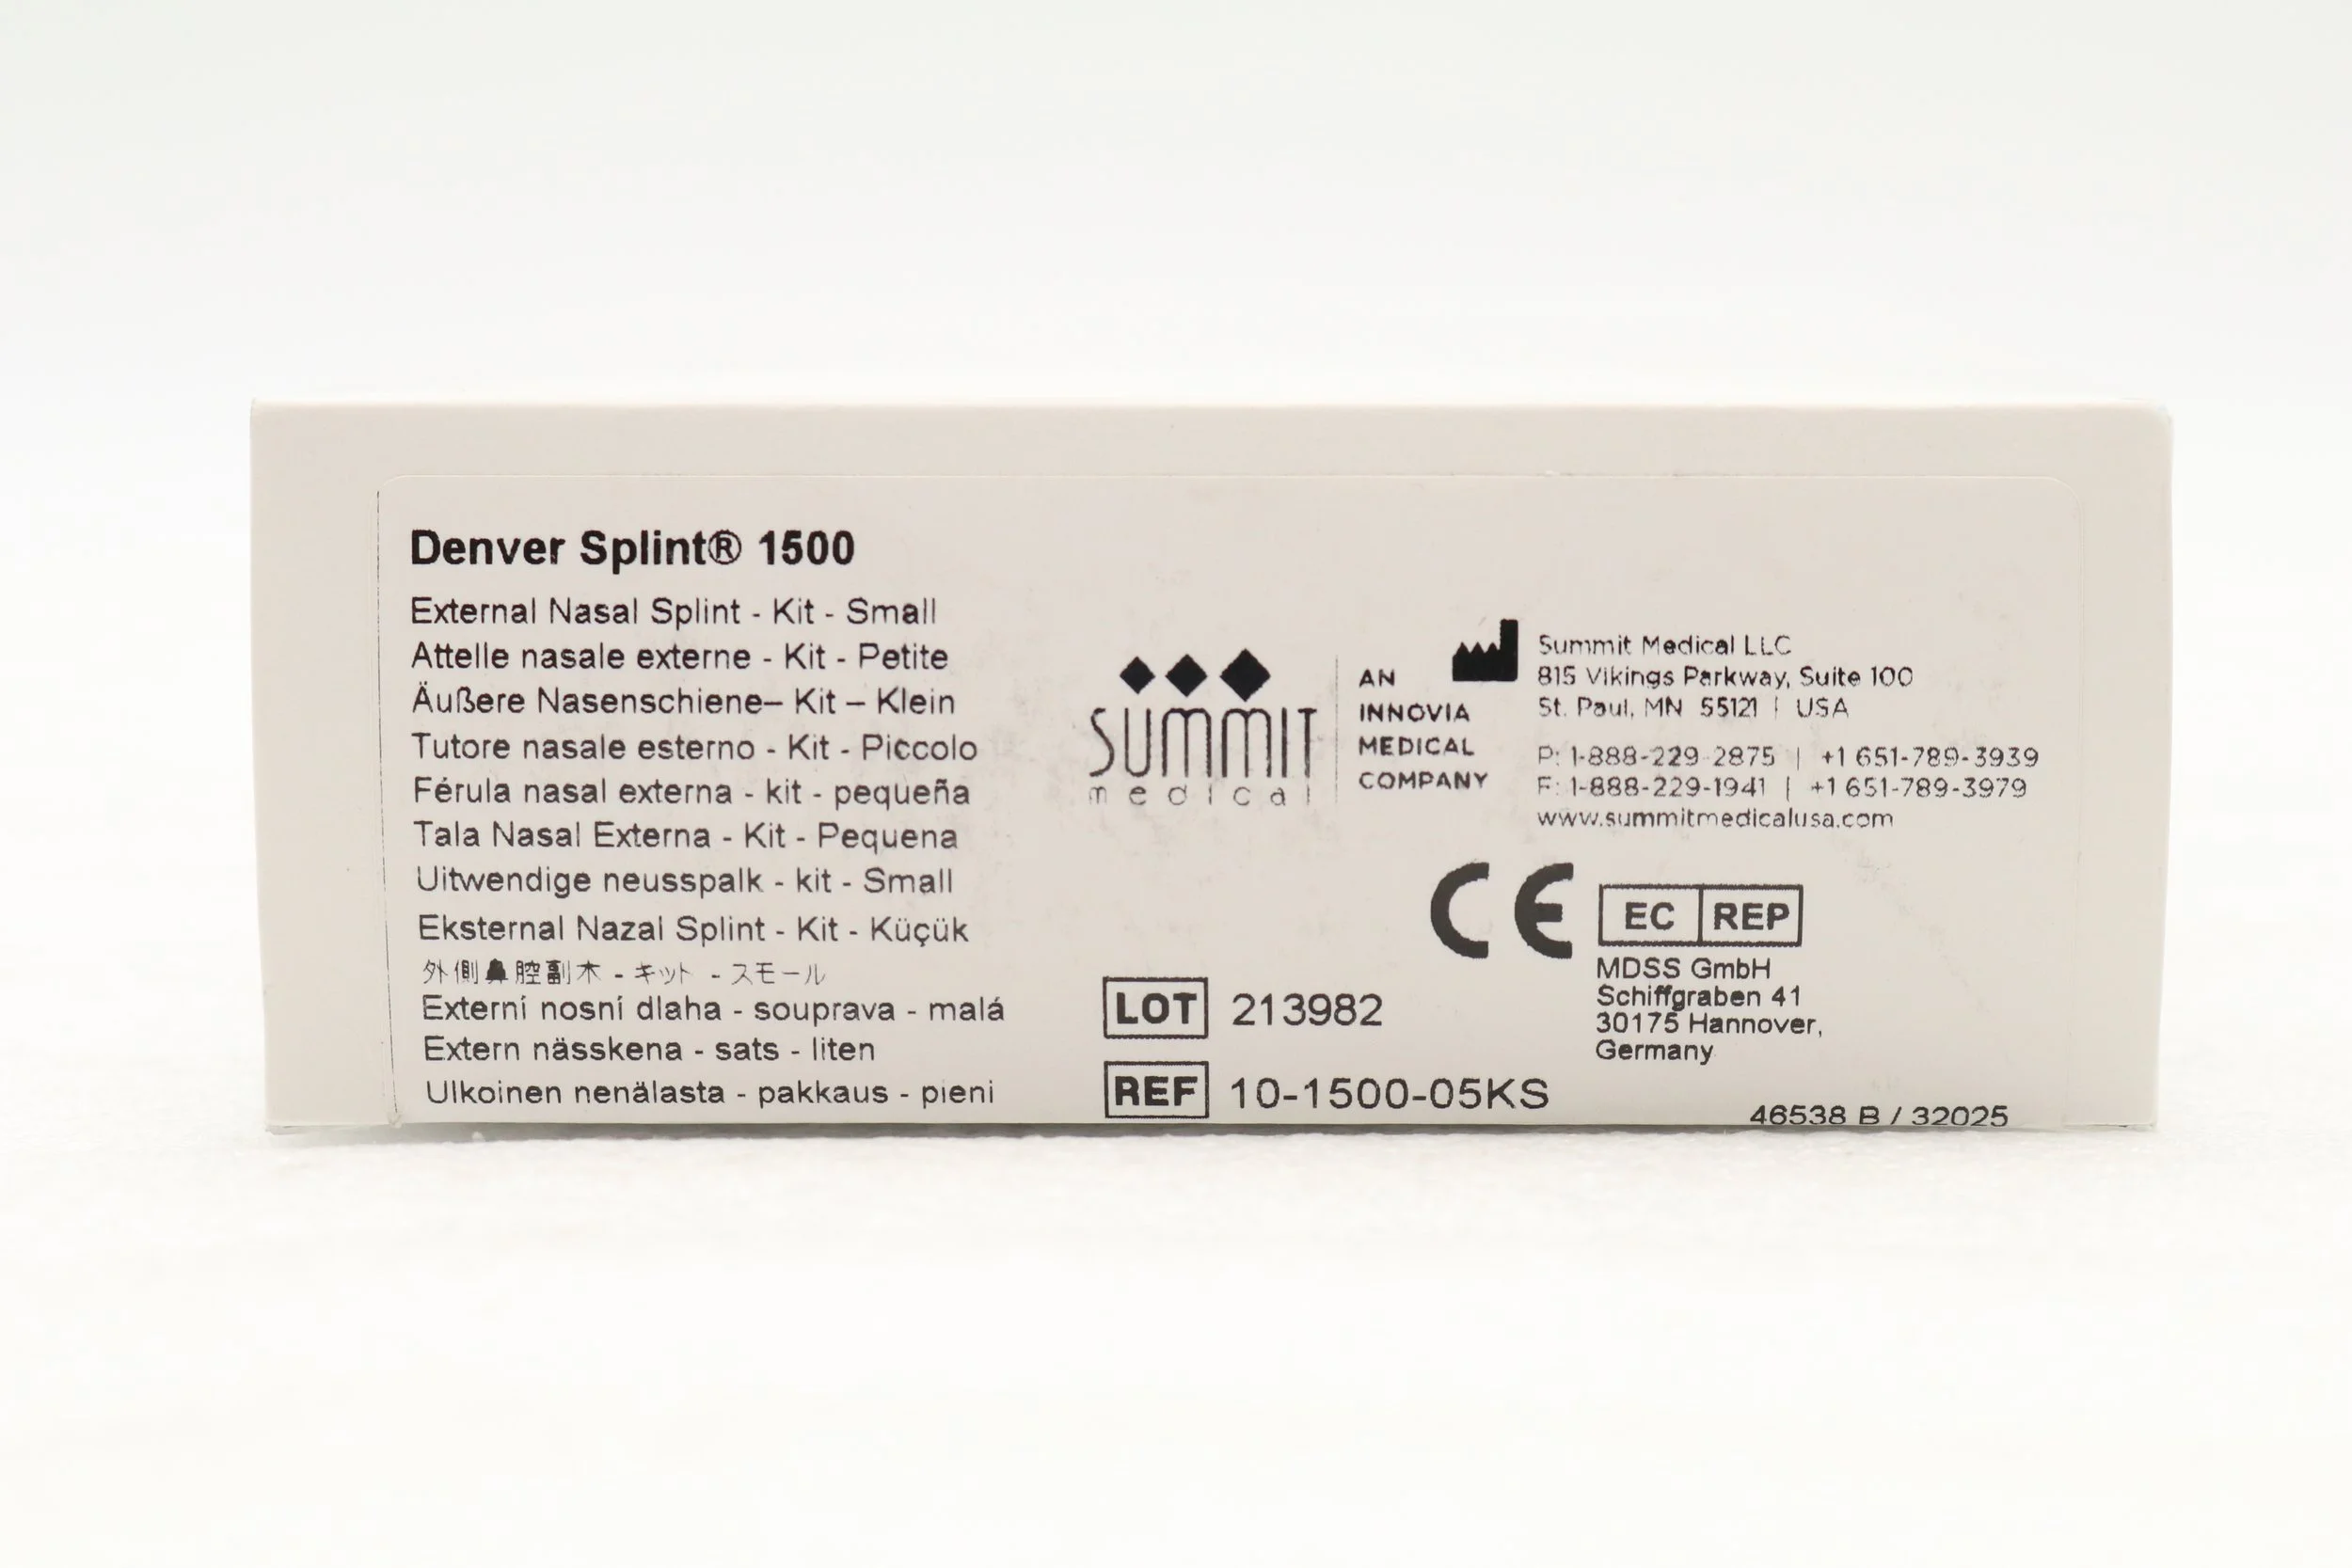 Denver Splint® 1500
External Nasal Splint - Kit - Small
Attelle nasale externe - Kit - Petite
Äußere Nasenschiene– Kit – Klein
Tutore nasale esterno - Kit - Piccolo
Férula nasal externa - kit - pequeña
Tala Nasal Externa - Kit - Pequena
Uitwendige neusspalk - kit - Small
Eksternal Nazal Splint - Kit - Küçük
外側鼻腔副木 - キット - スモール
Externí nosní dlaha - souprava - malá
Extern nässkena - sats - liten
Ulkoinen nenälasta - pakkaus - pieni
SUMMIT
medical
AN
INNOVIA
MEDICAL
COMPANY
Summit Medical LLC
815 Vikings Parkway, Suite 100
St. Paul, MN 55121 | USA
P: 1-888-229-2875 | +1 651-789-3939
F: 1-888-229-1941 | +1 651-789-3979
www.summitmedicalusa.com
CE
EC REP
MDSS GmbH
Schiffgraben 41
30175 Hannover,
Germany
LOT 213982
REF 10-1500-05KS
46538 B / 32025